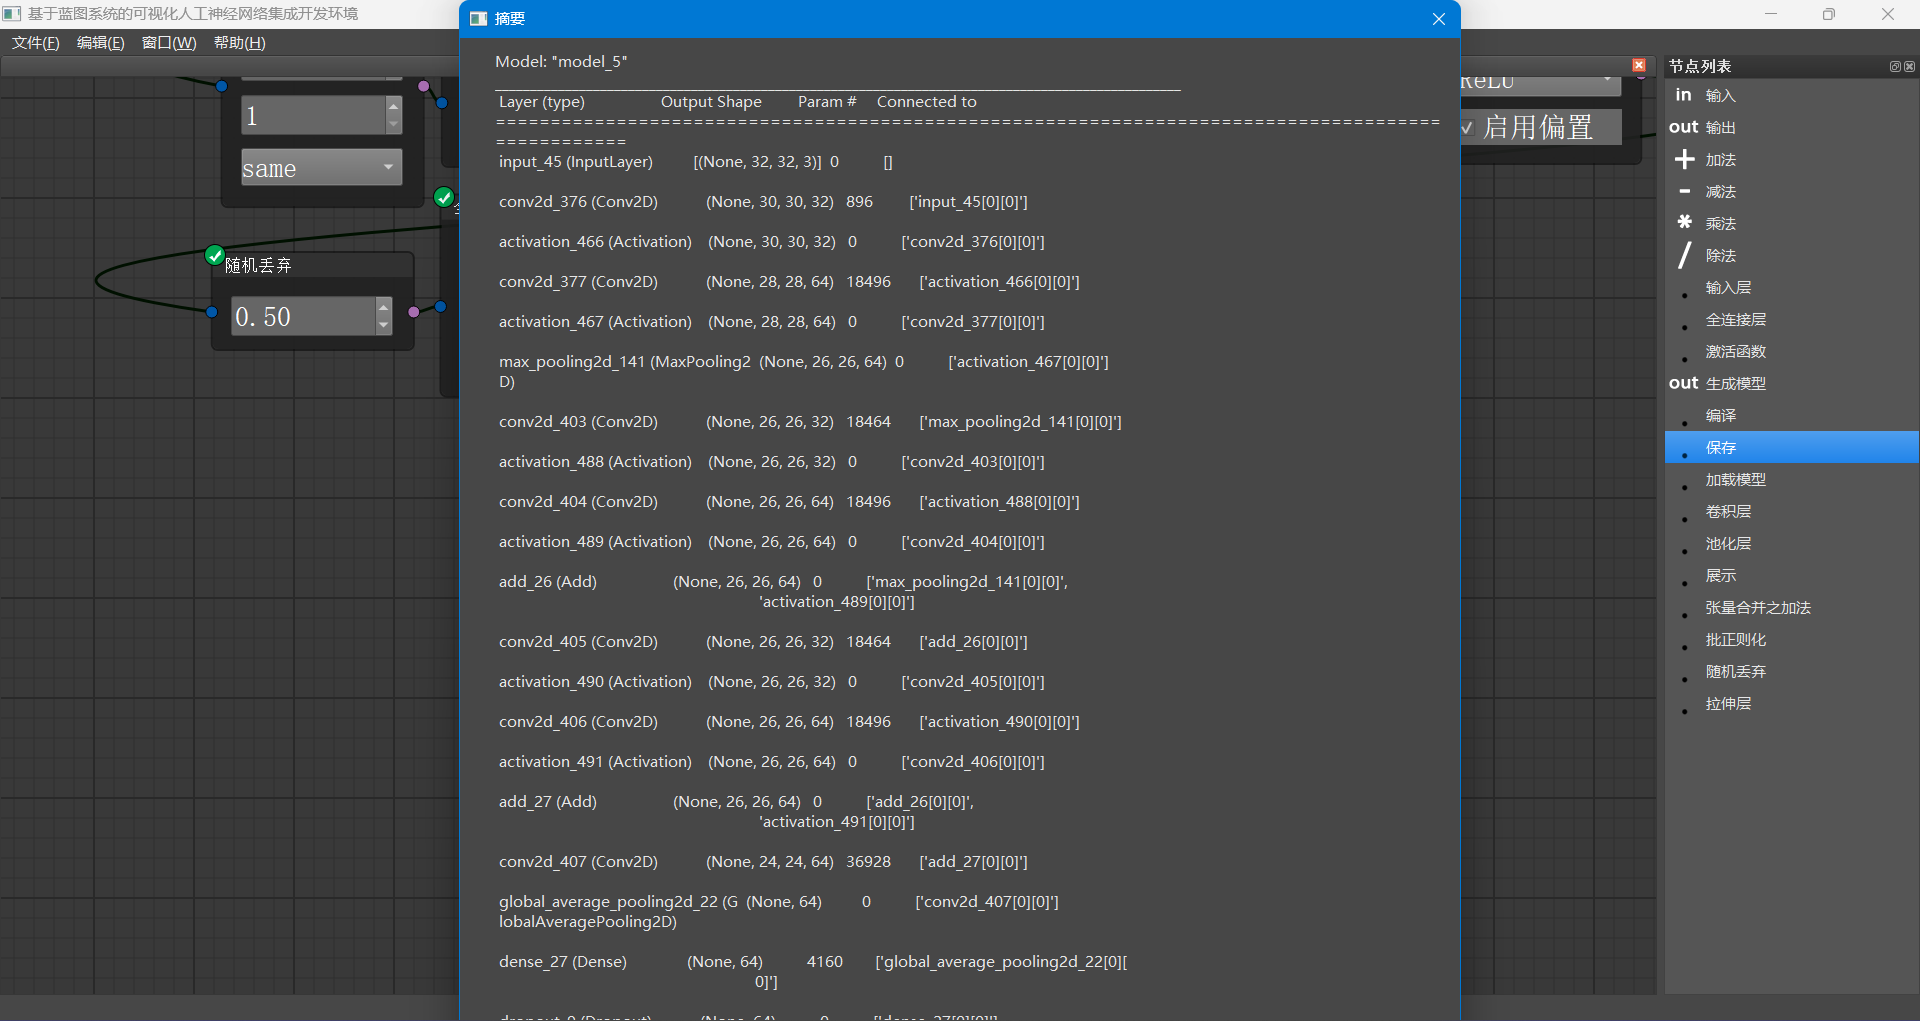 基于蓝图系统的可视化人工神经网络集成开发环境
文件(F) 编辑(E) 窗口(W) 帮助(H)
1
same
随机丢弃
0.50
摘要
Model: "model_5"
Layer (type) Output Shape Param # Connected to
====================================================================================
============
input_45 (InputLayer) [(None, 32, 32, 3)] 0 []
conv2d_376 (Conv2D) (None, 30, 30, 32) 896 ['input_45[0][0]']
activation_466 (Activation) (None, 30, 30, 32) 0 ['conv2d_376[0][0]']
conv2d_377 (Conv2D) (None, 28, 28, 64) 18496 ['activation_466[0][0]']
activation_467 (Activation) (None, 28, 28, 64) 0 ['conv2d_377[0][0]']
max_pooling2d_141 (MaxPooling2 (None, 26, 26, 64) 0 ['activation_467[0][0]']
D)
conv2d_403 (Conv2D) (None, 26, 26, 32) 18464 ['max_pooling2d_141[0][0]']
activation_488 (Activation) (None, 26, 26, 32) 0 ['conv2d_403[0][0]']
conv2d_404 (Conv2D) (None, 26, 26, 64) 18496 ['activation_488[0][0]']
activation_489 (Activation) (None, 26, 26, 64) 0 ['conv2d_404[0][0]']
add_26 (Add) (None, 26, 26, 64) 0 ['max_pooling2d_141[0][0]',
'activation_489[0][0]']
conv2d_405 (Conv2D) (None, 26, 26, 32) 18464 ['add_26[0][0]']
activation_490 (Activation) (None, 26, 26, 32) 0 ['conv2d_405[0][0]']
conv2d_406 (Conv2D) (None, 26, 26, 64) 18496 ['activation_490[0][0]']
activation_491 (Activation) (None, 26, 26, 64) 0 ['conv2d_406[0][0]']
add_27 (Add) (None, 26, 26, 64) 0 ['add_26[0][0]',
'activation_491[0][0]']
conv2d_407 (Conv2D) (None, 24, 24, 64) 36928 ['add_27[0][0]']
global_average_pooling2d_22 (G (None, 64) 0 ['conv2d_407[0][0]']
lobalAveragePooling2D)
dense_27 (Dense) (None, 64) 4160 ['global_average_pooling2d_22[0][
0]']
ReLU
启用偏置
节点列表
in 输入
out 输出
+ 加法
- 减法
* 乘法
/ 除法
输入层
全连接层
激活函数
out 生成模型
编译
保存
加载模型
卷积层
池化层
展示
张量合并之加法
批正则化
随机丢弃
拉伸层